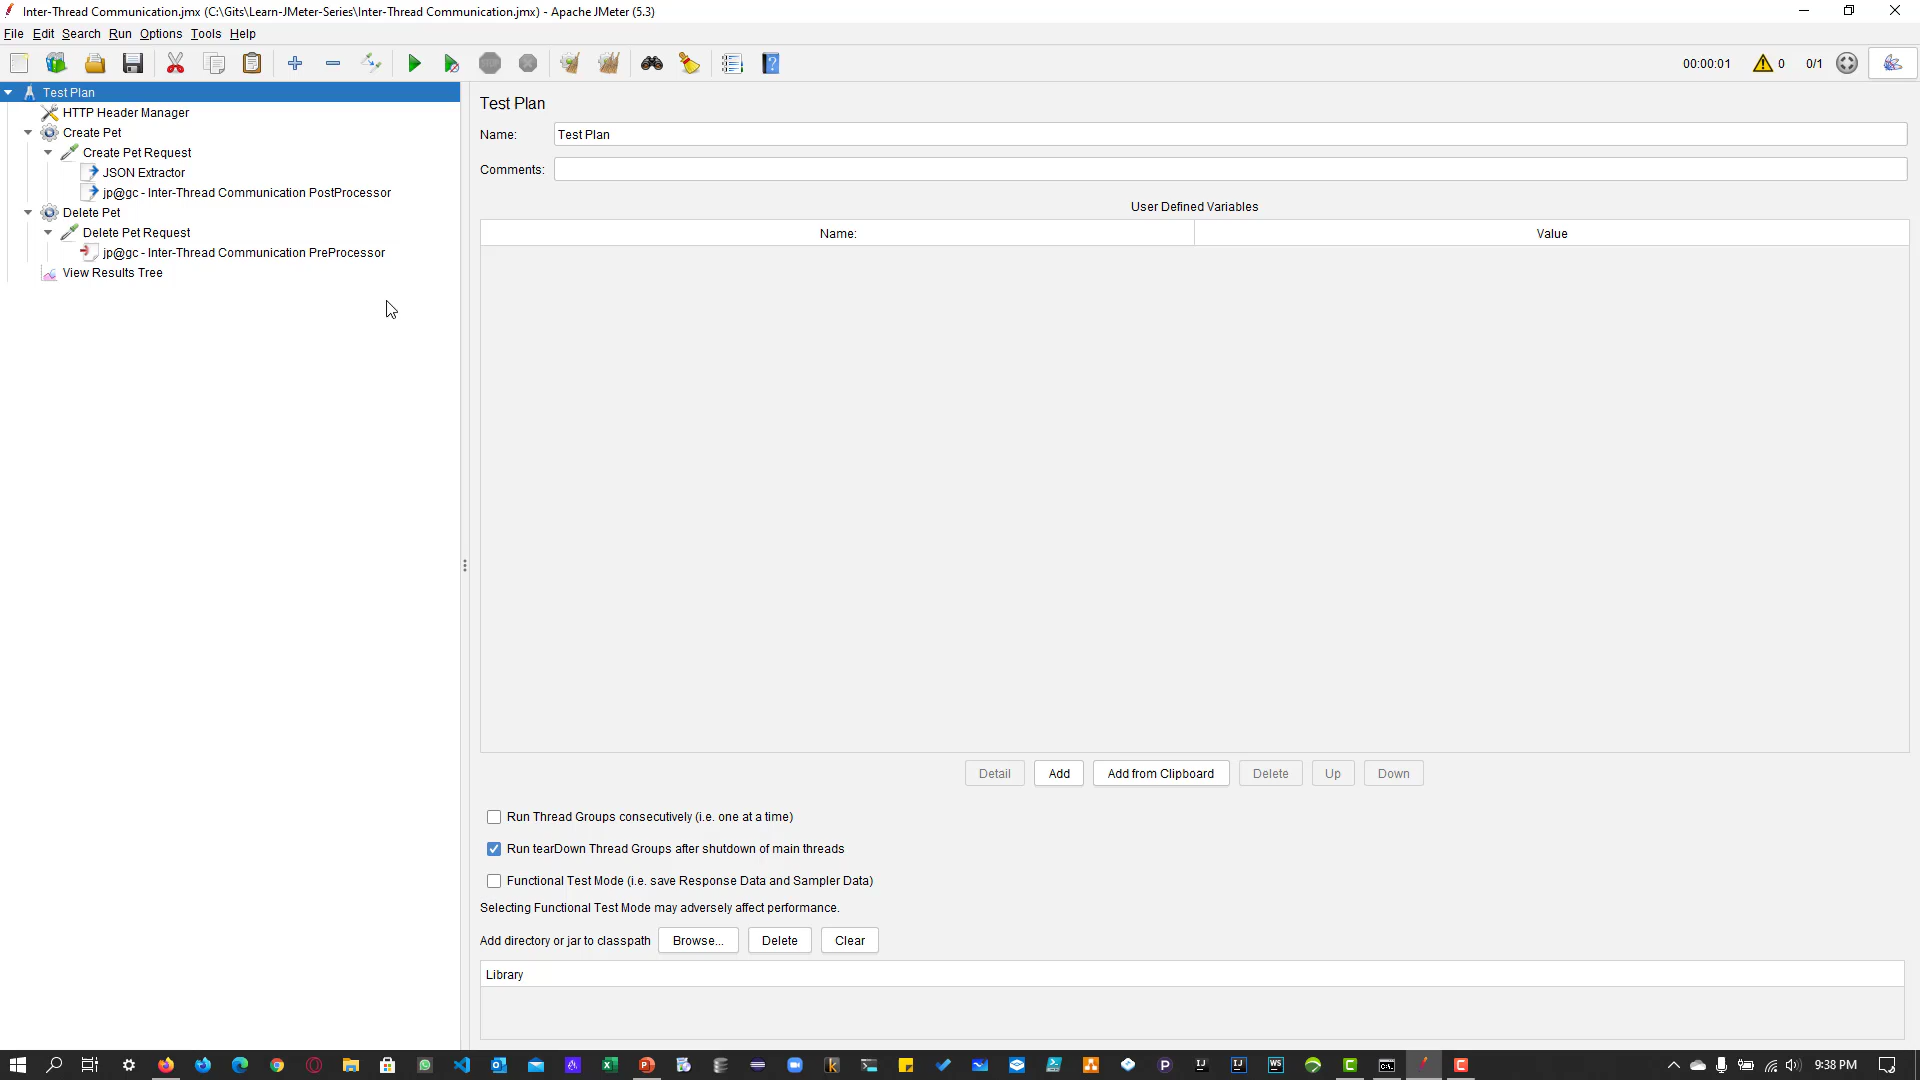 Inter-Thread Communication.jmx (C:\Gits\Learn-JMeter-Series\Inter-Thread Communication.jmx) - Apache JMeter (5.3)
File Edit Search Run Options Tools Help
00:00:01 0 0/1
Test Plan
HTTP Header Manager
Create Pet
Create Pet Request
JSON Extractor
jp@gc - Inter-Thread Communication PostProcessor
Delete Pet
Delete Pet Request
jp@gc - Inter-Thread Communication PreProcessor
View Results Tree
Test Plan
Name: Test Plan
Comments:
User Defined Variables
Name: Value
Detail Add Add from Clipboard Delete Up Down
Run Thread Groups consecutively (i.e. one at a time)
Run tearDown Thread Groups after shutdown of main threads
Functional Test Mode (i.e. save Response Data and Sampler Data)
Selecting Functional Test Mode may adversely affect performance.
Add directory or jar to classpath Browse... Delete Clear
Library
9:38 PM